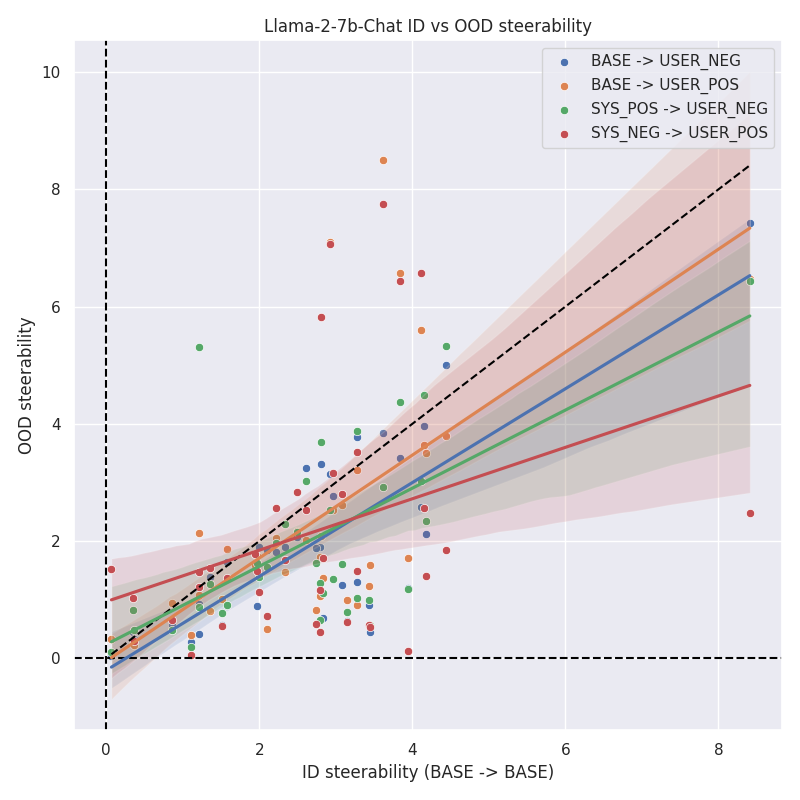 Llama-2-7b-Chat ID vs OOD steerability
BASE -> USER_NEG
BASE -> USER_POS
SYS_POS -> USER_NEG
SYS_NEG -> USER_POS
10
8
6
4
2
0
OOD steerability
0 2 4 6 8
ID steerability (BASE -> BASE)